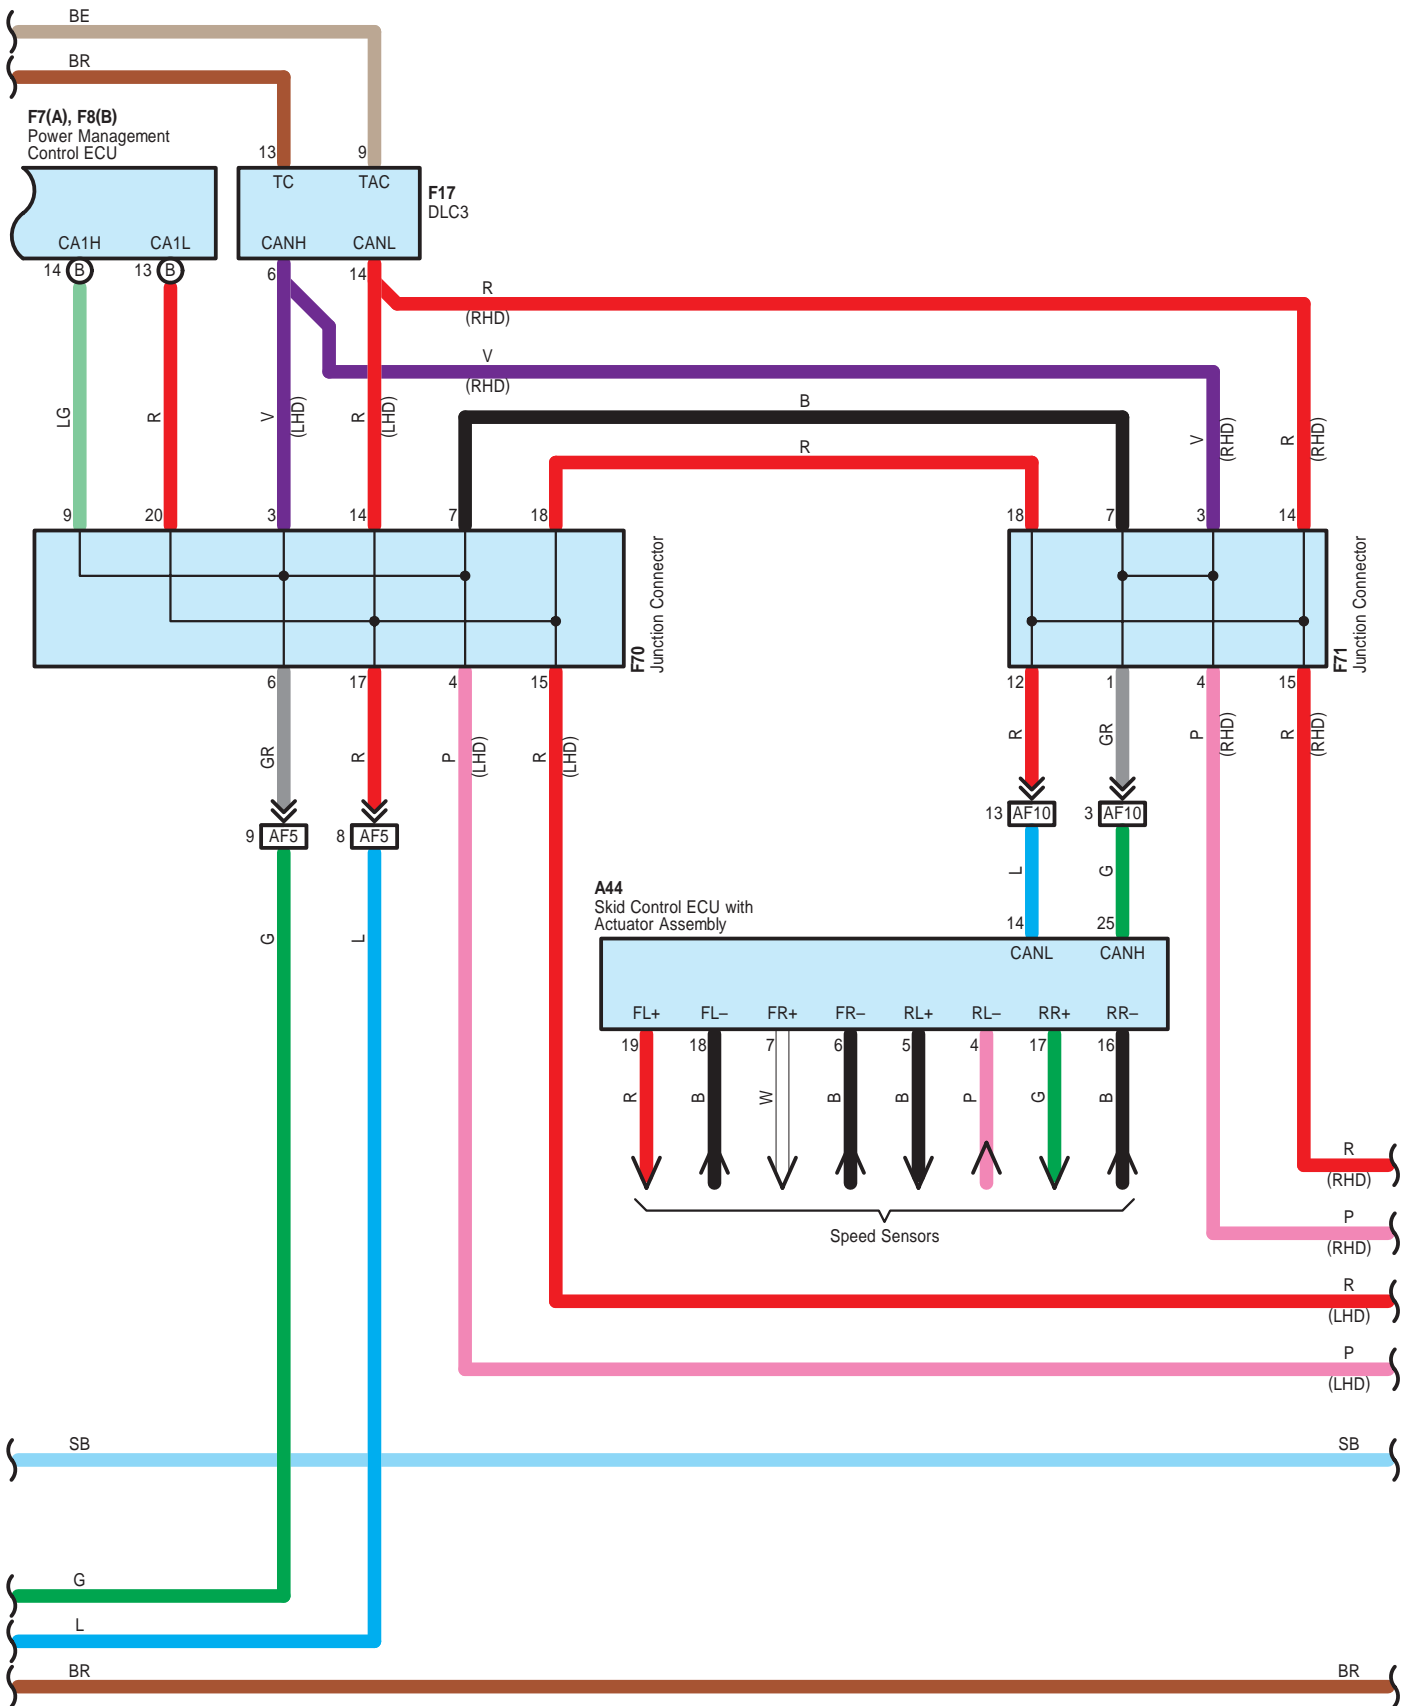 BE
BR
F7(A), F8(B)
Power Management
Control ECU
13
9
TC
TAC
F17
DLC3
CA1H
CA1L
CANH
CANL
14 B
13 B
6
14
R
(RHD)
V
(RHD)
B
R
LG
R
V
(LHD)
R
(LHD)
V
(RHD)
R
(RHD)
9
20
3
14
7
18
18
7
3
14
F70
Junction Connector
F71
Junction Connector
6
17
4
15
12
1
4
15
GR
R
P
(LHD)
R
(LHD)
R
GR
P
(RHD)
R
(RHD)
9 AF5
8 AF5
13 AF10
3 AF10
G
L
L
G
A44
Skid Control ECU with
Actuator Assembly
14
25
CANL
CANH
FL+
FL–
FR+
FR–
RL+
RL–
RR+
RR–
19
18
7
6
5
4
17
16
R
B
W
B
B
P
G
B
Speed Sensors
R
(RHD)
P
(RHD)
R
(LHD)
P
(LHD)
SB
SB
G
L
BR
BR